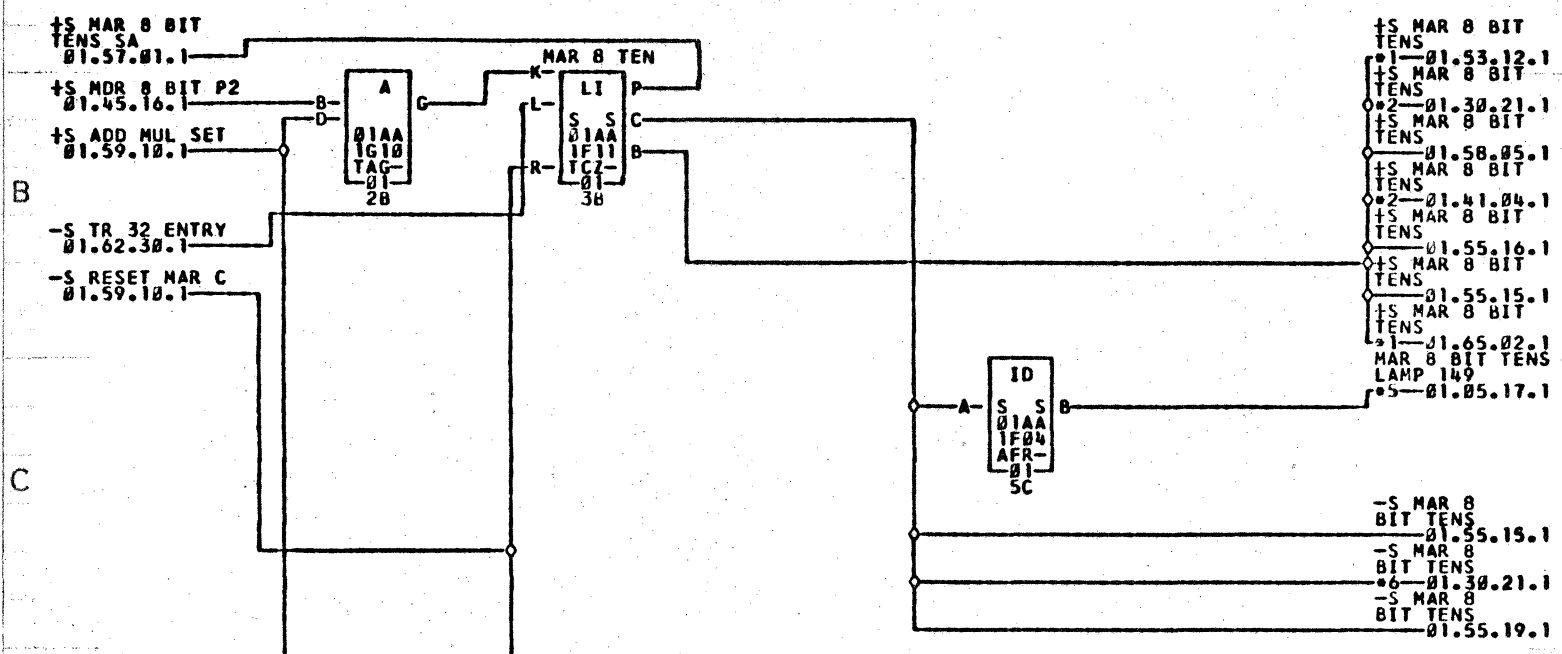 +S MAR 8 BIT
TENS SA
01.57.01.1
+S MDR 8 BIT P2
01.45.16.1
+S ADD MUL SET
01.59.10.1
B
-S TR 32 ENTRY
01.62.30.1
-S RESET MAR C
01.59.10.1
C
A
B
D
G
01AA
1G10
TAG-
01
2B
MAR 8 TEN
K
LI
P
L
S S
C
01AA
1F11
B
R
TCZ-
01
3B
ID
A
S S
B
01AA
1F04
AFR-
01
5C
+S MAR 8 BIT
TENS
*1 01.53.12.1
+S MAR 8 BIT
TENS
*2 01.30.21.1
+S MAR 8 BIT
TENS
01.58.05.1
+S MAR 8 BIT
TENS
*2 01.41.04.1
+S MAR 8 BIT
TENS
01.55.16.1
+S MAR 8 BIT
TENS
01.55.15.1
+S MAR 8 BIT
TENS
*1 01.65.02.1
MAR 8 BIT TENS
LAMP 149
*5 01.05.17.1
-S MAR 8
BIT TENS
01.55.15.1
-S MAR 8
BIT TENS
*6 01.30.21.1
-S MAR 8
BIT TENS
01.55.19.1